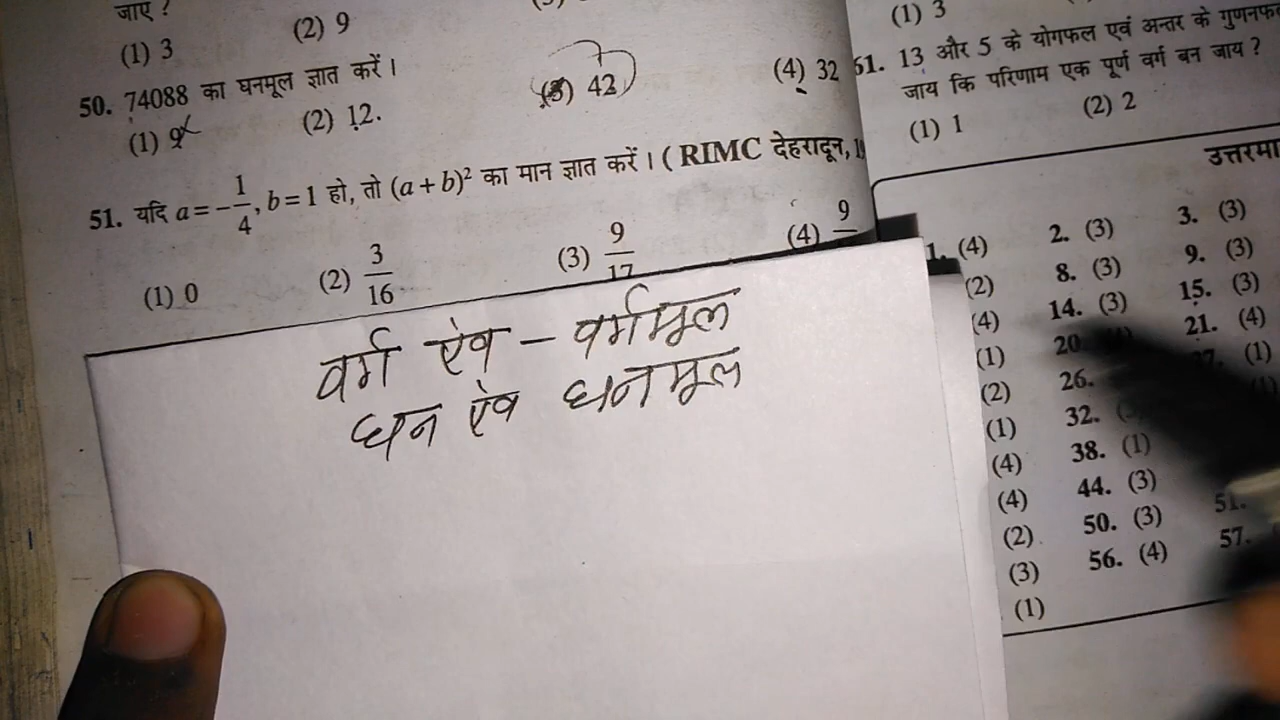 जाए ?
(1) 3 (2) 9
50. 74088 का घनमूल ज्ञात करें ।
(1) 9 (2) 12. (3) 42 (4) 32
51. यदि a = -1/4, b = 1 हो, तो (a + b)² का मान ज्ञात करें । ( RIMC देहरादून,
(1) 0 (2) 3/16 (3) 9/17 (4) 9
वर्ग ऐंव - वर्गमूल
धन ऐंव धनमूल
(1) 3
61. 13 और 5 के योगफल एवं अन्तर के गुणनफ
जाय कि परिणाम एक पूर्ण वर्ग बन जाय ?
(1) 1 (2) 2
उत्तरमा
1. (4) 2. (3) 3. (3)
(2) 8. (3) 9. (3)
(4) 14. (3) 15. (3)
(1) 20 21. (4)
(2) 26. (1)
(1) 32.
(4) 38. (1)
(4) 44. (3) 51.
(2) 50. (3) 57.
(3) 56. (4)
(1)